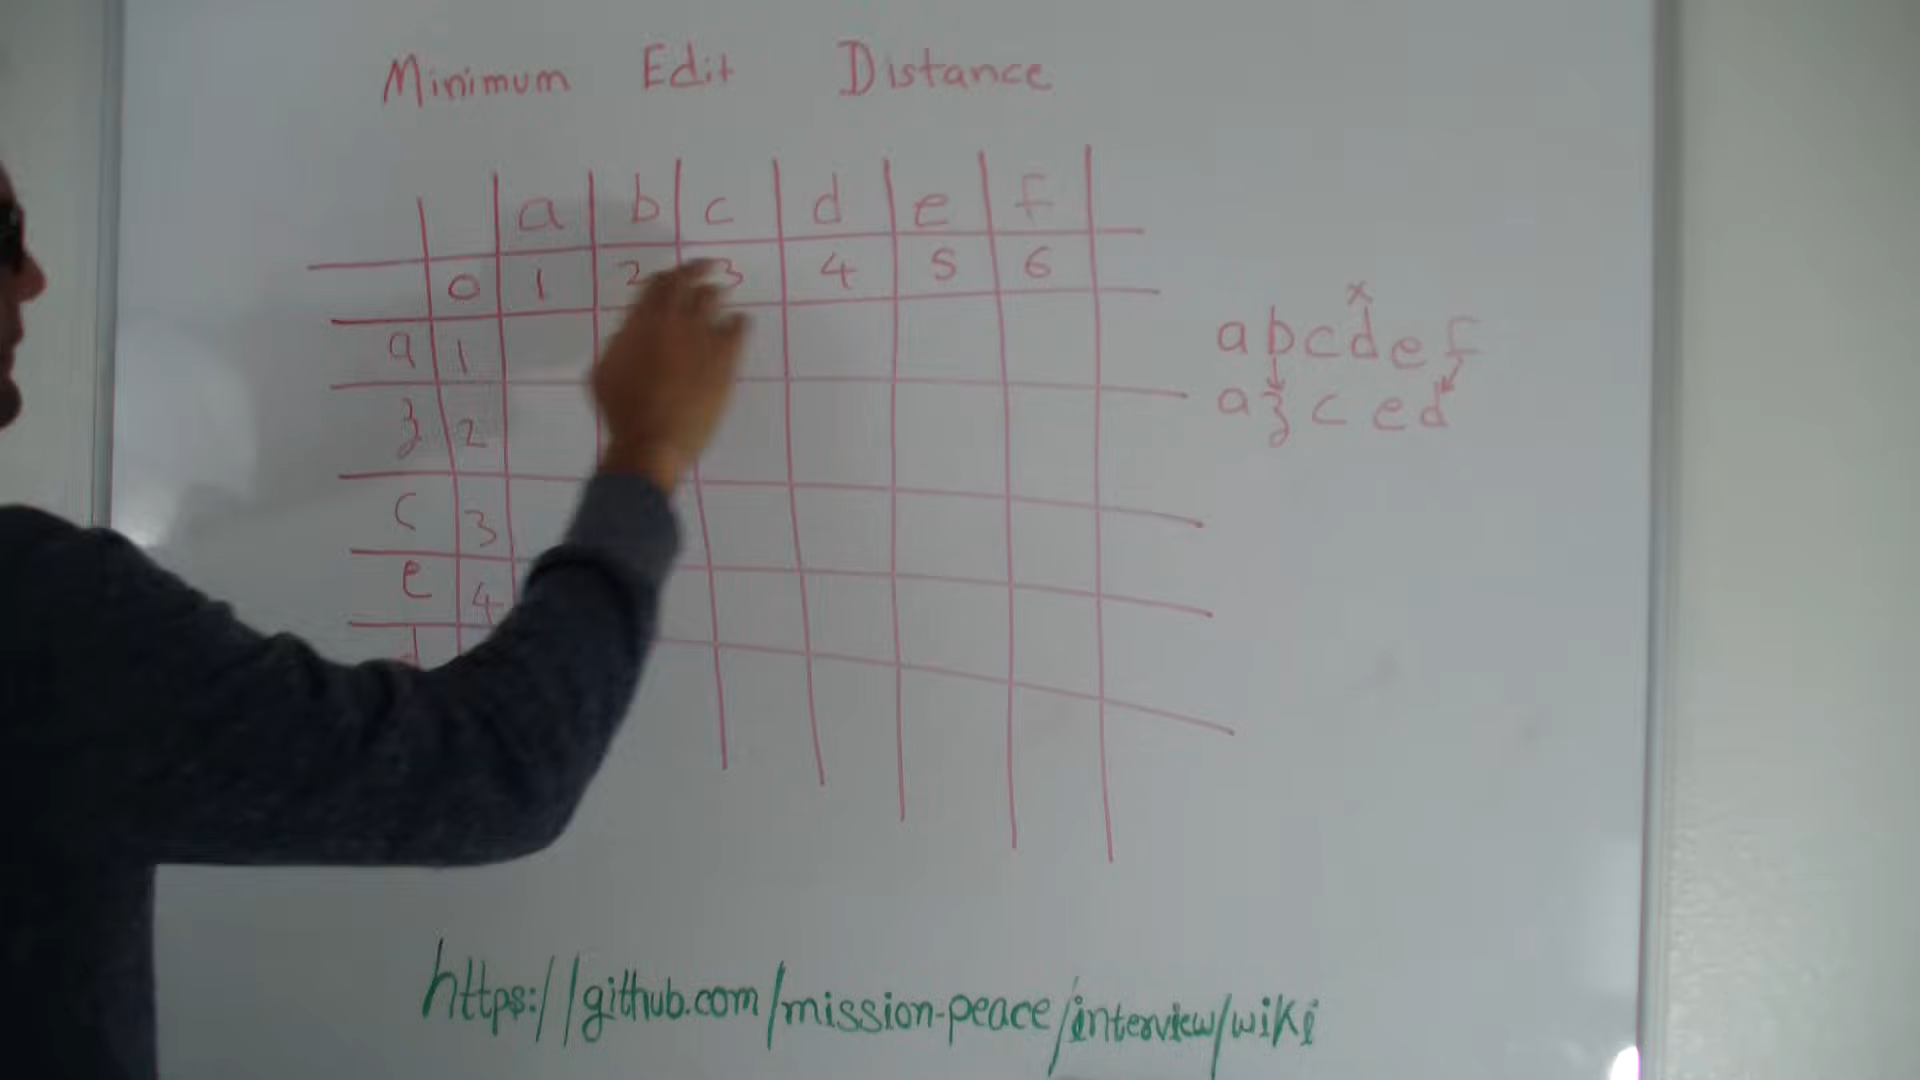 Minimum Edit Distance
a b c d e f
0 1 2 3 4 5 6
a 1
z 2
c 3
e 4
d
x
abcdef
azced
https://github.com/mission-peace/interview/wiki